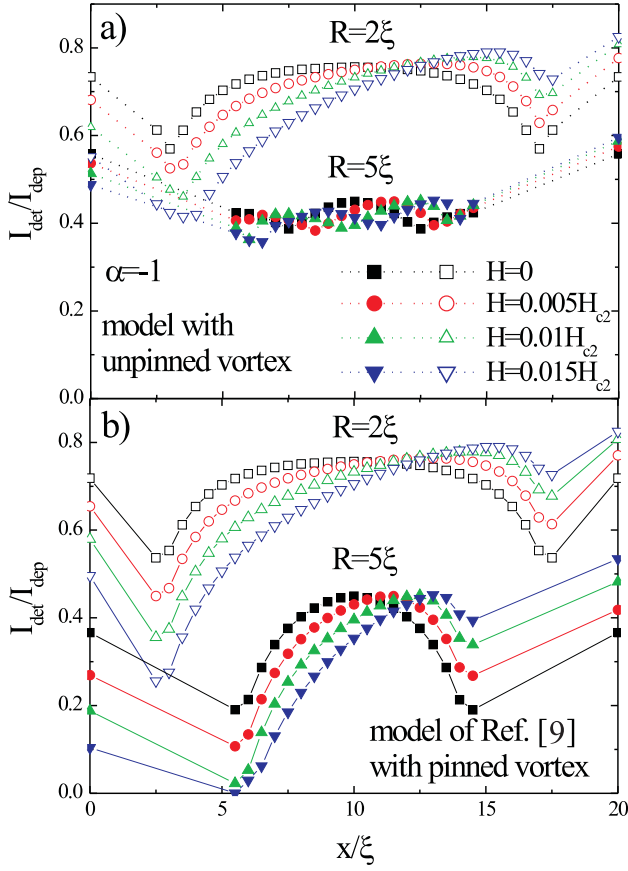 a)
R=2ξ
0.8
0.6
R=5ξ
0.4
I_det/I_dep
α=-1
H=0
H=0.005H_c2
0.2
model with
unpinned vortex
H=0.01H_c2
H=0.015H_c2
b)
R=2ξ
0.8
0.6
R=5ξ
0.4
I_det/I_dep
0.2
model of Ref. [9]
with pinned vortex
0.0
0 5 10 15 20
x/ξ